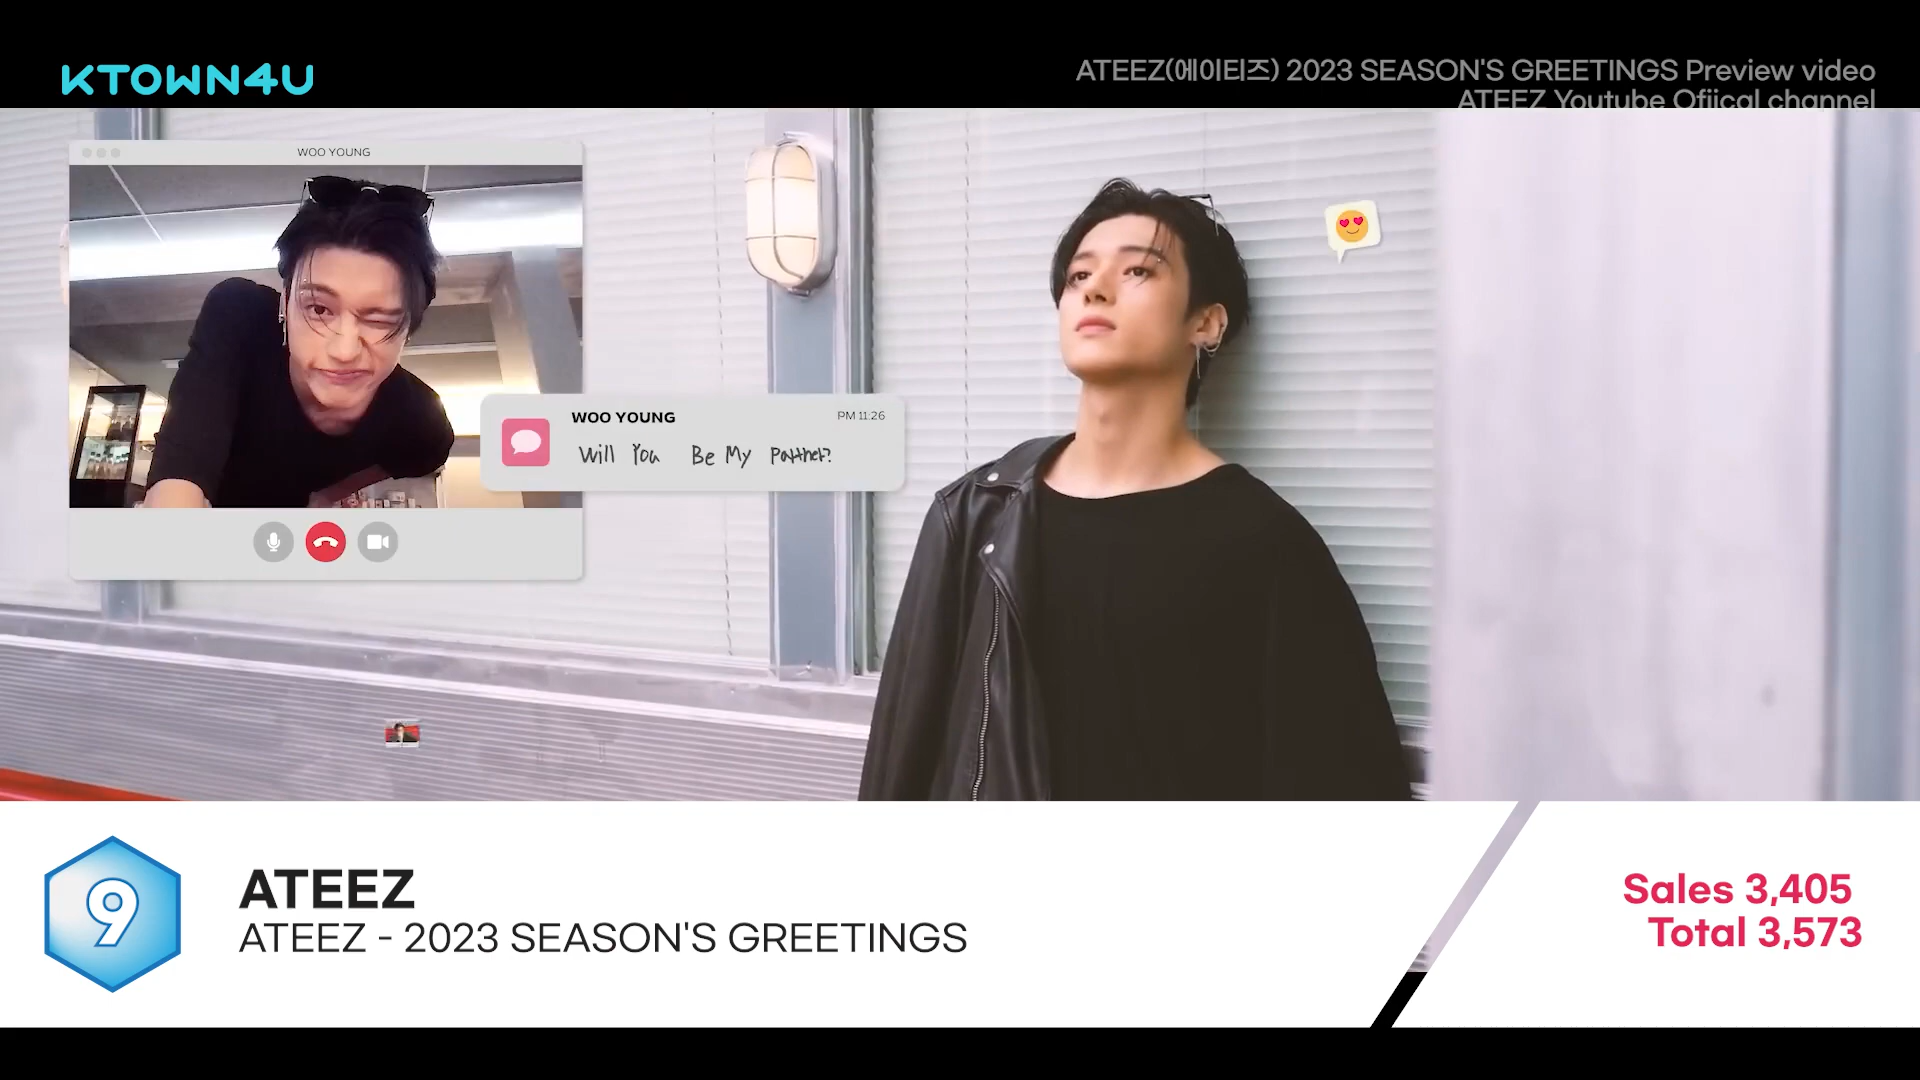 KTOWN4U
ATEEZ(에이티즈) 2023 SEASON'S GREETINGS Preview video
ATEEZ Youtube Ofiical channel
WOO YOUNG
WOO YOUNG
PM 11:26
Will You Be My Partner?
9
ATEEZ
ATEEZ - 2023 SEASON'S GREETINGS
Sales 3,405
Total 3,573